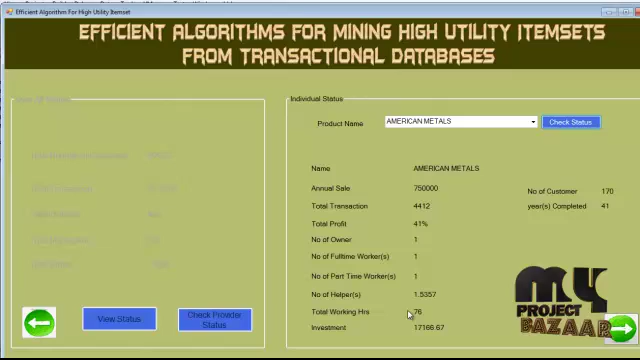 Efficient Algorithm For High Utility Itemset
EFFICIENT ALGORITHMS FOR MINING HIGH UTILITY ITEMSETS
FROM TRANSACTIONAL DATABASES
View Status
Check Provider
Status
Individual Status
Product Name AMERICAN METALS Check Status
Name AMERICAN METALS
Annual Sale 750000
Total Transaction 4412
Total Profit 41%
No of Owner 1
No of Fulltime Worker(s) 1
No of Part Time Worker(s) 1
No of Helper(s) 1.5357
Total Working Hrs 76
Investment 17166.67
No of Customer 170
year(s) Completed 41
MY
PROJECT
BAZAAR